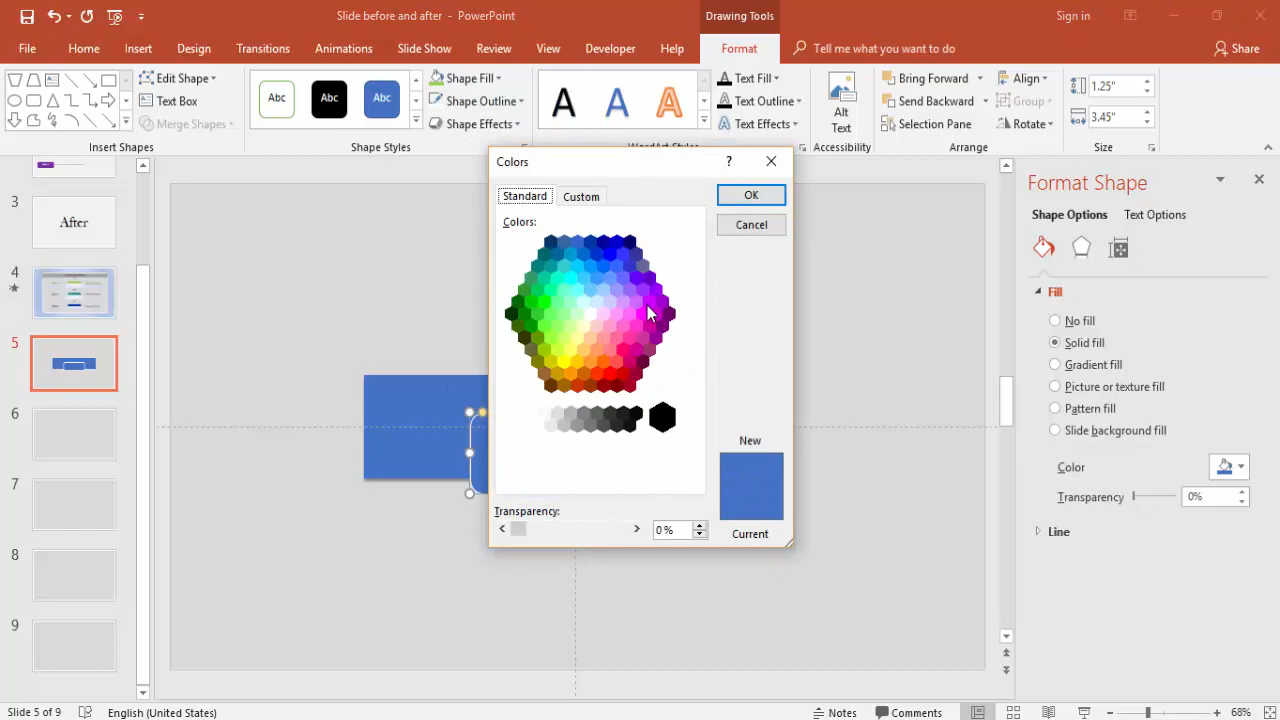 Slide before and after - PowerPoint
Drawing Tools
Sign in
File
Home
Insert
Design
Transitions
Animations
Slide Show
Review
View
Developer
Help
Format
Tell me what you want to do
Share
Edit Shape
Text Box
Merge Shapes
Insert Shapes
Abc
Abc
Abc
Shape Fill
Shape Outline
Shape Effects
Shape Styles
A
A
A
Text Fill
Text Outline
Text Effects
WordArt Styles
Alt
Text
Accessibility
Bring Forward
Send Backward
Selection Pane
Align
Group
Rotate
Arrange
1.25"
3.45"
Size
3
After
4
5
6
7
8
9
Colors
?
Standard
Custom
OK
Cancel
Colors:
New
Current
Transparency:
0 %
Format Shape
Shape Options
Text Options
Fill
No fill
Solid fill
Gradient fill
Picture or texture fill
Pattern fill
Slide background fill
Color
Transparency
0%
Line
Slide 5 of 9
English (United States)
Notes
Comments
68%